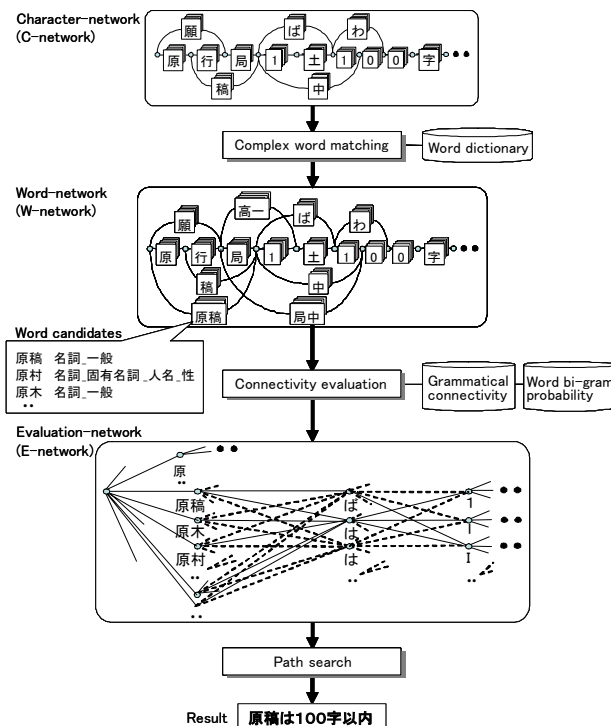 Character-network
(C-network)
願 ば わ
原 行 局 1 土 1 0 0 字
稿 中
Complex word matching
Word dictionary
Word-network
(W-network)
願 高一 ば わ
原 行 局 1 土 1 0 0 字
稿 中
原稿 局中
Word candidates
原稿 名詞_一般
原村 名詞_固有名詞_人名_性
原木 名詞_一般
Connectivity evaluation
Grammatical
connectivity
Word bi-gram
probability
Evaluation-network
(E-network)
原
原稿 ば 1
原木 は |
原村 は I
Path search
Result 原稿は100字以内